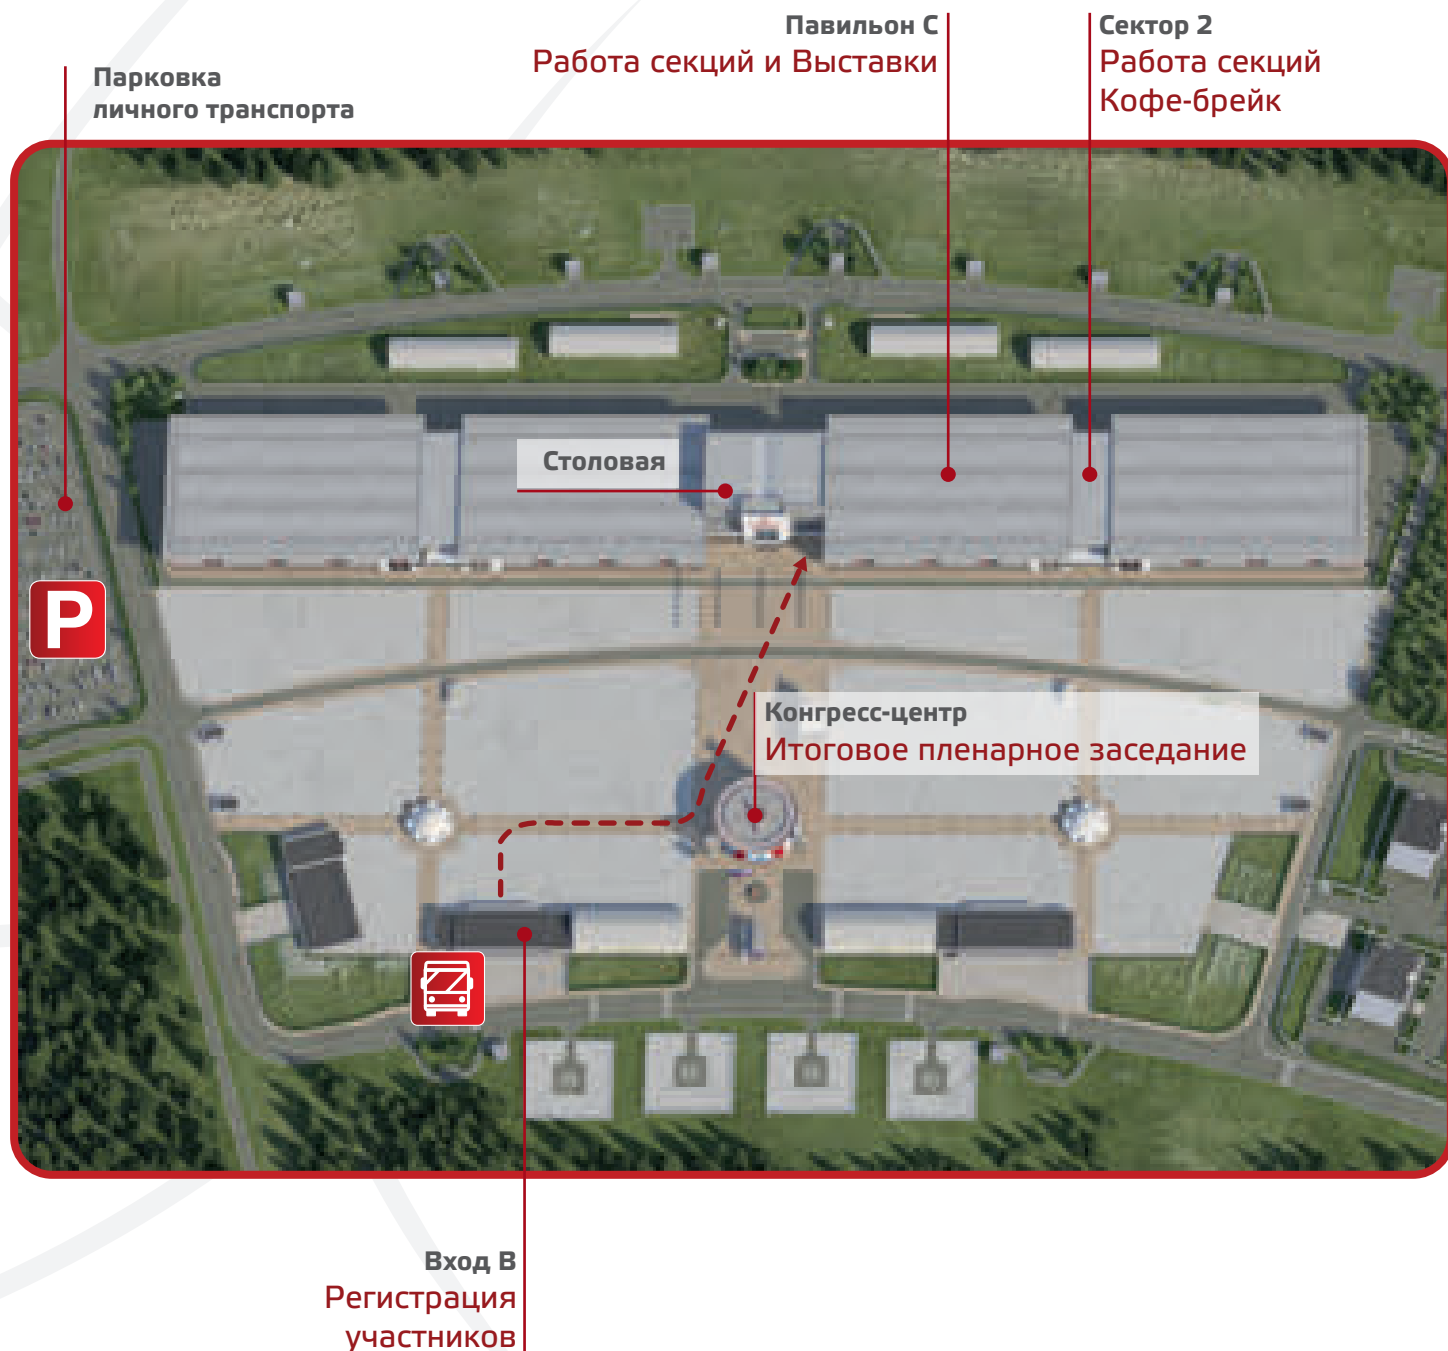 Павильон С
Работа секций и Выставки
Сектор 2
Работа секций
Кофе-брейк
Парковка
личного транспорта
Столовая
P
Конгресс-центр
Итоговое пленарное заседание
Вход В
Регистрация
участников